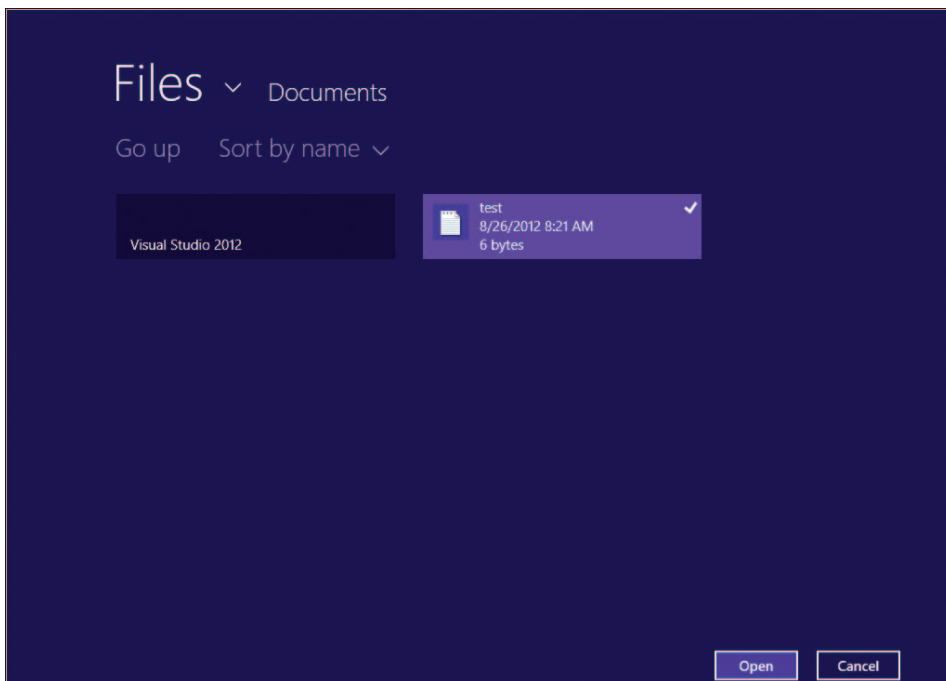 Files Documents
Go up Sort by name
Visual Studio 2012
test
8/26/2012 8:21 AM
6 bytes
Open Cancel